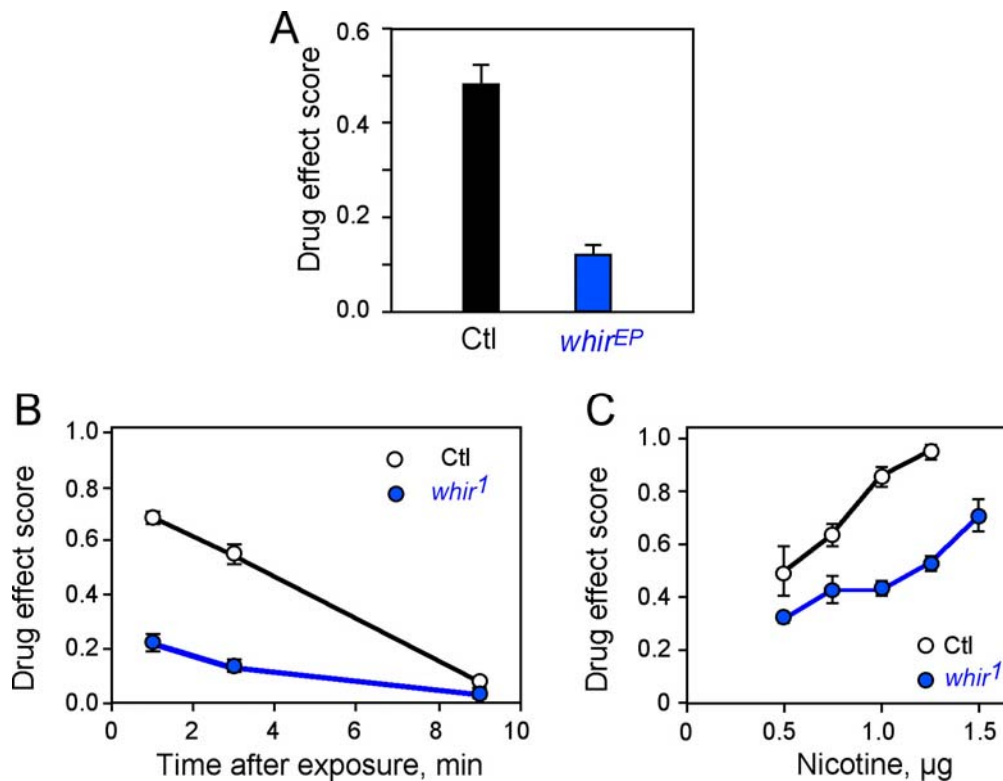 A
Drug effect score
0.6
0.4
0.2
0.0
Ctl
whirEP
B
Drug effect score
1.0
0.8
0.6
0.4
0.2
0.0
Ctl
whir1
0 2 4 6 8 10
Time after exposure, min
C
Drug effect score
1.0
0.8
0.6
0.4
0.2
0.0
Ctl
whir1
0 0.5 1.0 1.5
Nicotine, µg